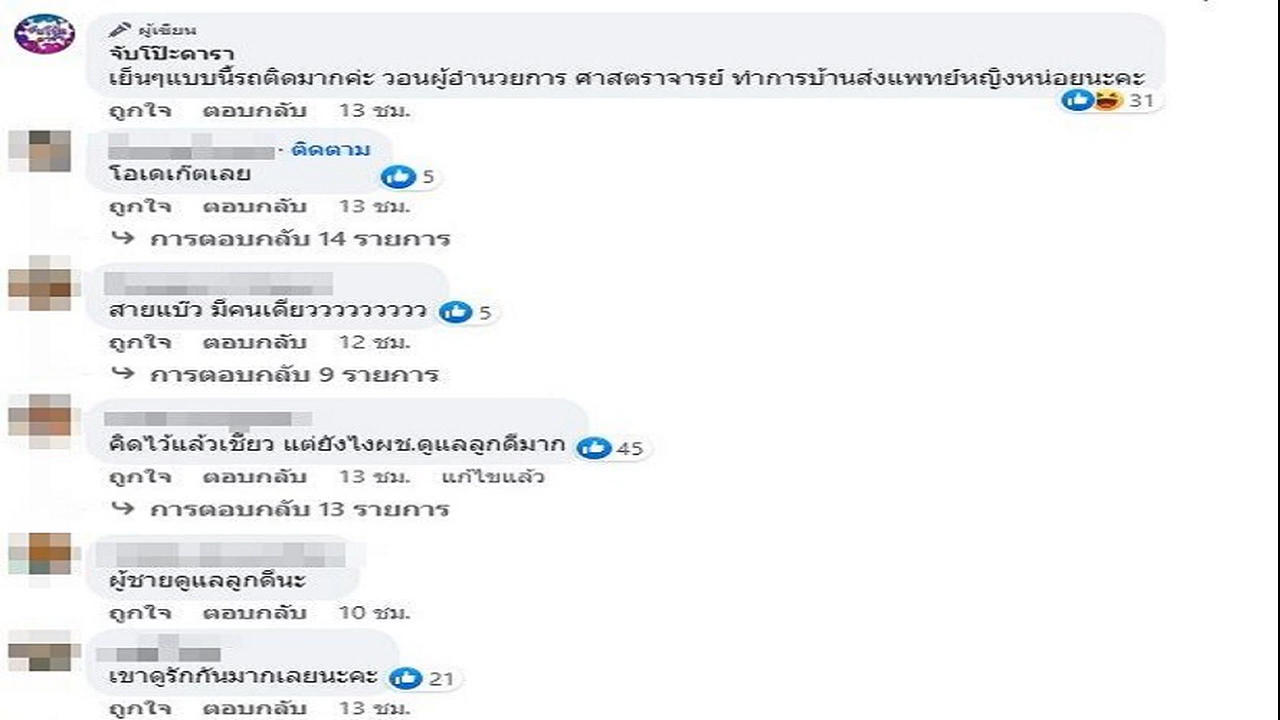 ผู้เขียน
จับโป๊ะดารา
เย็นๆแบบนี้รถติดมากค่ะ วอนผู้อำนวยการ ศาสตราจารย์ ทำการบ้านส่งแพทย์หญิงหน่อยนะคะ
31
ถูกใจ ตอบกลับ 13 ชม.
· ติดตาม
โอเดเก๊ตเลย
5
ถูกใจ ตอบกลับ 13 ชม.
การตอบกลับ 14 รายการ
สายแบ๊ว มีคนเดียวววววววววว
5
ถูกใจ ตอบกลับ 12 ชม.
การตอบกลับ 9 รายการ
คิดไว้แล้วเชียว แต่ยังไงผช.ดูแลลูกดีมาก
45
ถูกใจ ตอบกลับ 13 ชม. แก้ไขแล้ว
การตอบกลับ 13 รายการ
ผู้ชายดูแลลูกดีนะ
ถูกใจ ตอบกลับ 10 ชม.
เขาดูรักกันมากเลยนะคะ
21
ถูกใจ ตอบกลับ 13 ชม.